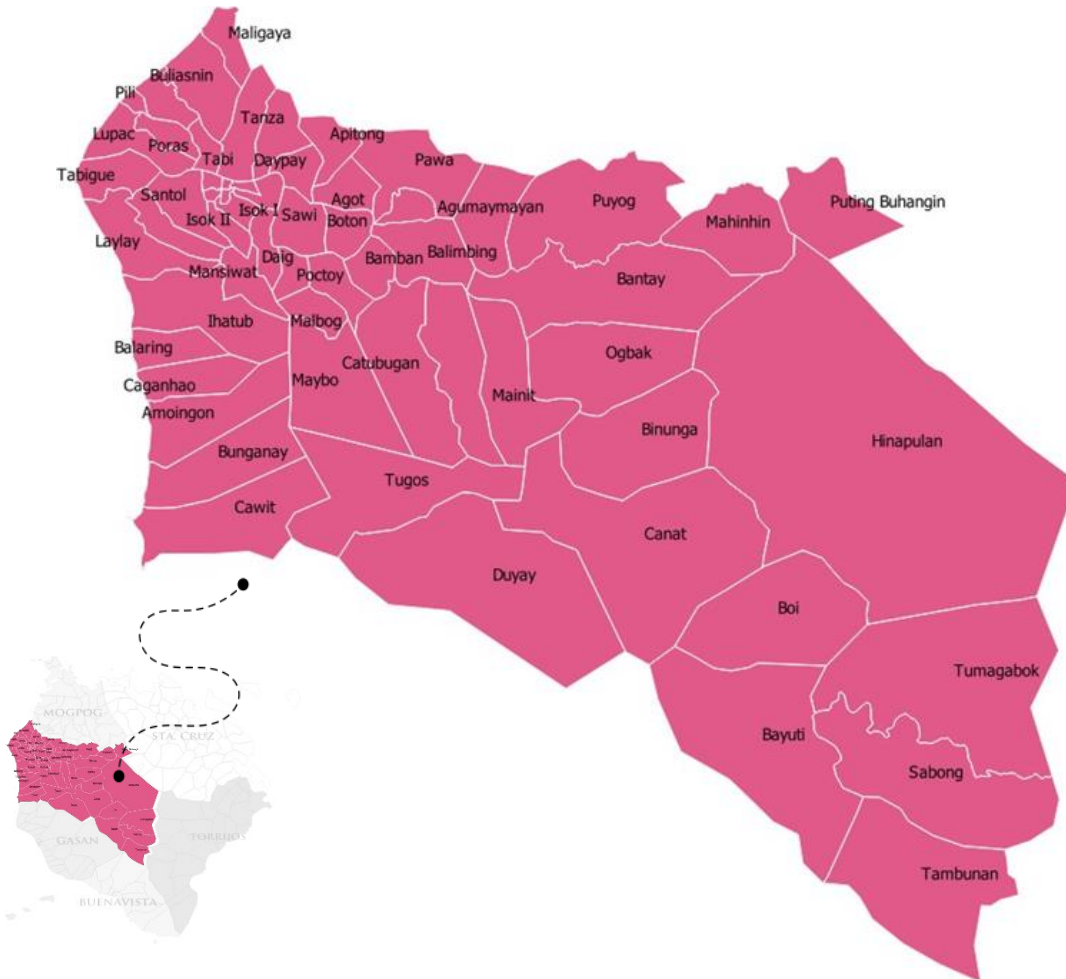 Maligaya
Buliasnin
Pili
Tanza
Lupac
Apitong
Poras
Tabi
Daypay
Pawa
Tabigue
Santol
Agot
Puyog
Puting Buhangin
Isok II
Isok I
Sawi
Boton
Agumaymayan
Mahinhin
Laylay
Daig
Bamban
Balimbing
Mansiwat
Poctoy
Bantay
Ihatub
Malbog
Balaring
Catubugan
Ogbak
Caganhao
Maybo
Mainit
Amoingon
Binunga
Hinapulan
Bunganay
Tugos
Cawit
Canat
Duyay
Boi
Tumagabok
Bayuti
Sabong
Tambunan
MOGPOG
STA. CRUZ
GASAN
TORRIJOS
BUENAVISTA